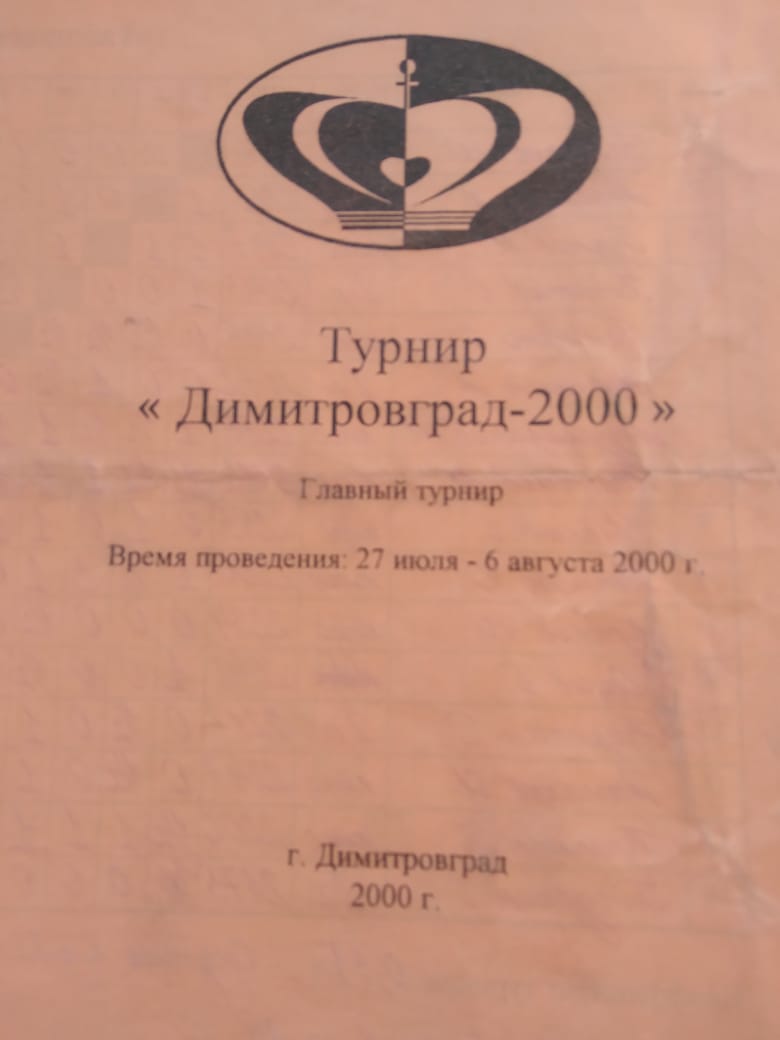 Турнир
« Димитровград-2000 »
Главный турнир
Время проведения: 27 июля - 6 августа 2000 г.
г. Димитровград
2000 г.